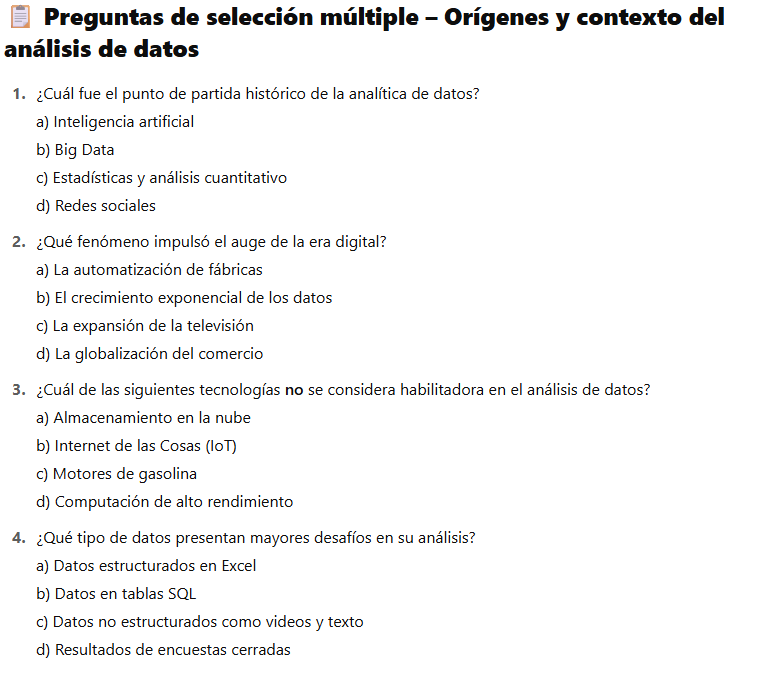 📋 Preguntas de selección múltiple – Orígenes y contexto del
análisis de datos
1. ¿Cuál fue el punto de partida histórico de la analítica de datos?
a) Inteligencia artificial
b) Big Data
c) Estadísticas y análisis cuantitativo
d) Redes sociales
2. ¿Qué fenómeno impulsó el auge de la era digital?
a) La automatización de fábricas
b) El crecimiento exponencial de los datos
c) La expansión de la televisión
d) La globalización del comercio
3. ¿Cuál de las siguientes tecnologías no se considera habilitadora en el análisis de datos?
a) Almacenamiento en la nube
b) Internet de las Cosas (IoT)
c) Motores de gasolina
d) Computación de alto rendimiento
4. ¿Qué tipo de datos presentan mayores desafíos en su análisis?
a) Datos estructurados en Excel
b) Datos en tablas SQL
c) Datos no estructurados como videos y texto
d) Resultados de encuestas cerradas